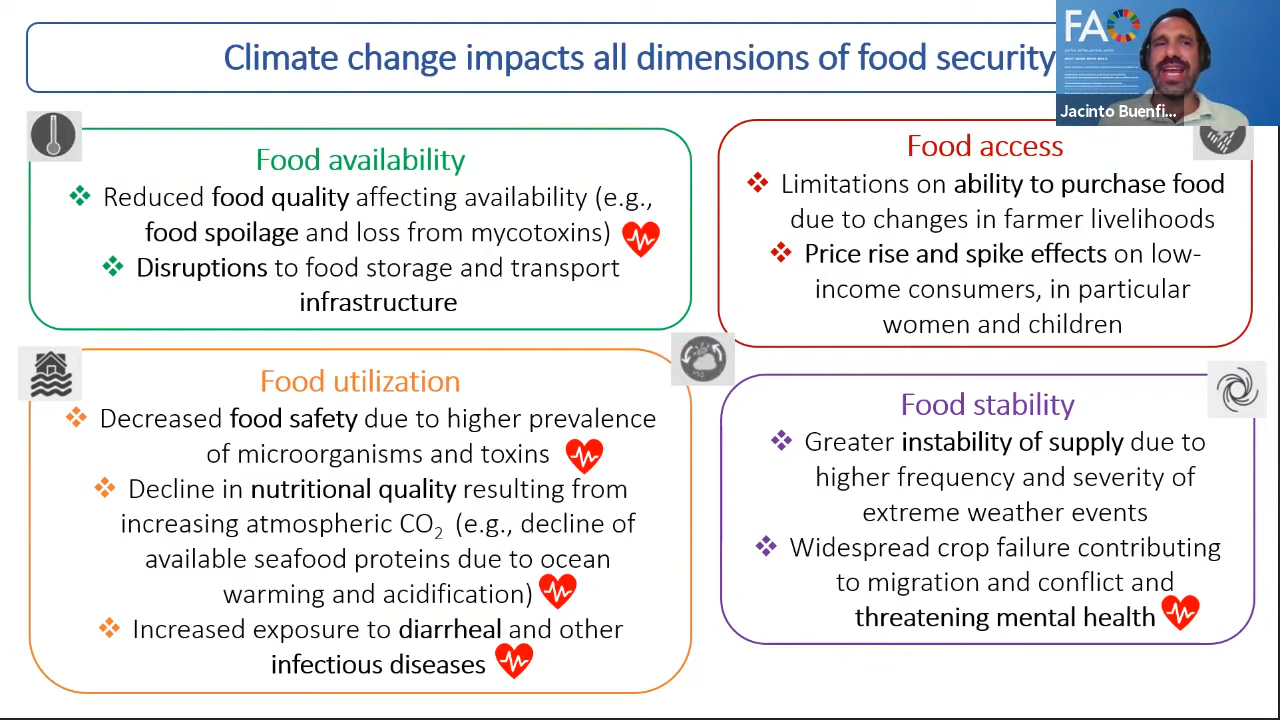 Climate change impacts all dimensions of food security
FAO
Jacinto Buenfi...
Food availability
Reduced food quality affecting availability (e.g.,
food spoilage and loss from mycotoxins)
Disruptions to food storage and transport
infrastructure
Food access
Limitations on ability to purchase food
due to changes in farmer livelihoods
Price rise and spike effects on low-
income consumers, in particular
women and children
Food utilization
Decreased food safety due to higher prevalence
of microorganisms and toxins
Decline in nutritional quality resulting from
increasing atmospheric CO₂ (e.g., decline of
available seafood proteins due to ocean
warming and acidification)
Increased exposure to diarrheal and other
infectious diseases
Food stability
Greater instability of supply due to
higher frequency and severity of
extreme weather events
Widespread crop failure contributing
to migration and conflict and
threatening mental health